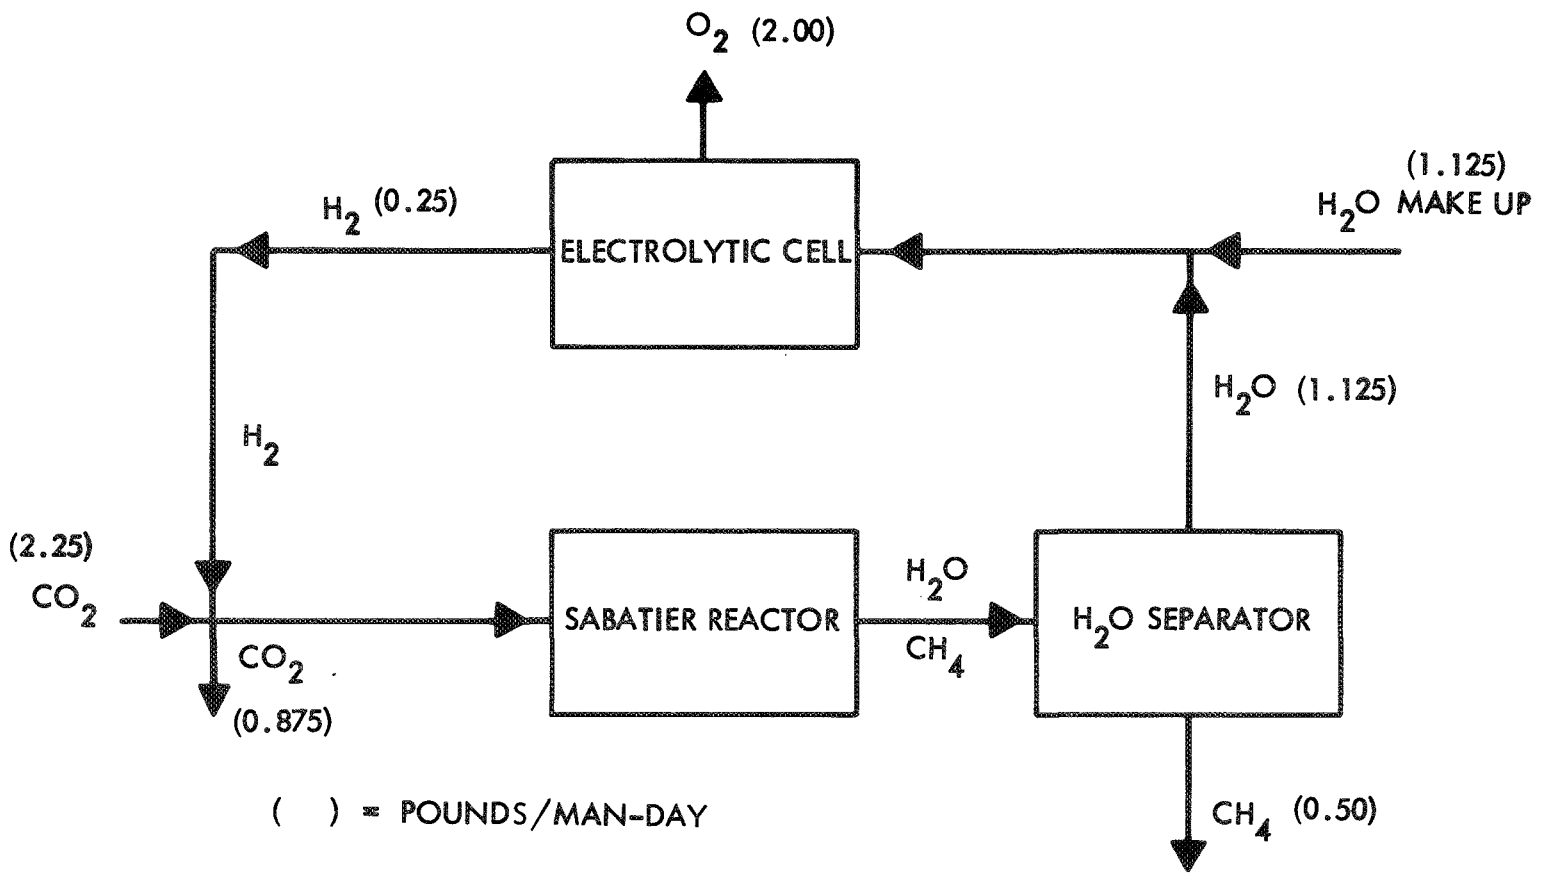 O2 (2.00)
(1.125)
H2O MAKE UP
H2 (0.25)
ELECTROLYTIC CELL
H2O (1.125)
H2
(2.25)
CO2
SABATIER REACTOR
H2O
CH4
H2O SEPARATOR
CO2
(0.875)
( ) = POUNDS/MAN-DAY
CH4 (0.50)